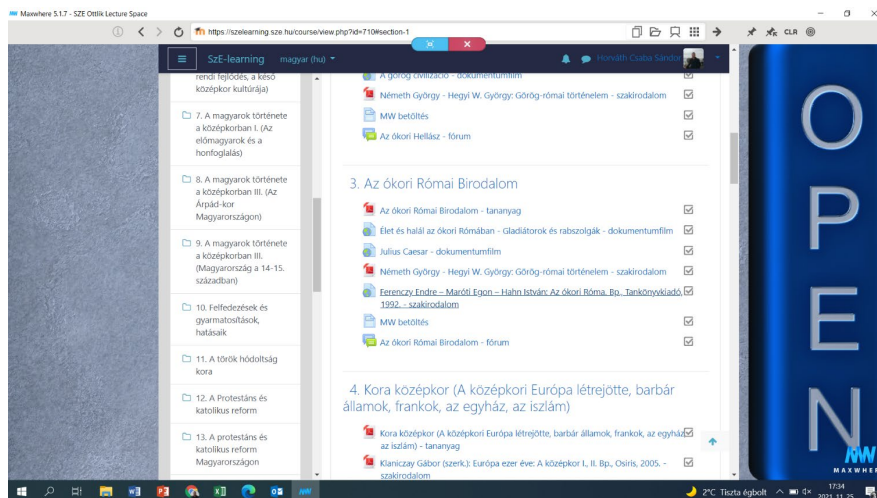 Maxwhere 5.1.7 - SZE Ottlik Lecture Space
https://szelearning.sze.hu/course/view.php?id=710#section-1
CLR
SzE-learning magyar (hu)
Horváth Csaba Sándor
rendi fejlődés, a késő
középkor kultúrája)
7. A magyarok története
a középkorban I. (Az
előmagyarok és a
honfoglalás)
8. A magyarok története
a középkorban III. (Az
Árpád-kor
Magyarországon)
9. A magyarok története
a középkorban III.
(Magyarország a 14-15.
században)
10. Felfedezések és
gyarmatosítások,
hatásaik
11. A török hódoltság
kora
12. A Protestáns és
katolikus reform
13. A protestáns és
katolikus reform
Magyarországon
A görög civilizáció - dokumentumfilm
Németh György - Hegyi W. György: Görög-római történelem - szakirodalom
MW betöltés
Az ókori Hellász - fórum
3. Az ókori Római Birodalom
Az ókori Római Birodalom - tananyag
Élet és halál az ókori Rómában - Gladiátorok és rabszolgák - dokumentumfilm
Julius Caesar - dokumentumfilm
Németh György - Hegyi W. György: Görög-római történelem - szakirodalom
Ferenczy Endre – Maróti Egon – Hahn István: Az ókori Róma. Bp., Tankönyvkiadó,
1992. - szakirodalom
MW betöltés
Az ókori Római Birodalom - fórum
4. Kora középkor (A középkori Európa létrejötte, barbár
államok, frankok, az egyház, az iszlám)
Kora középkor (A középkori Európa létrejötte, barbár államok, frankok, az egyház,
az iszlám) - tananyag
Klaniczay Gábor (szerk.): Európa ezer éve: A középkor I., II. Bp., Osiris, 2005. -
szakirodalom
OPEN
MAXWHERE
2°C Tiszta égbolt
17:34
2021. 11. 25.